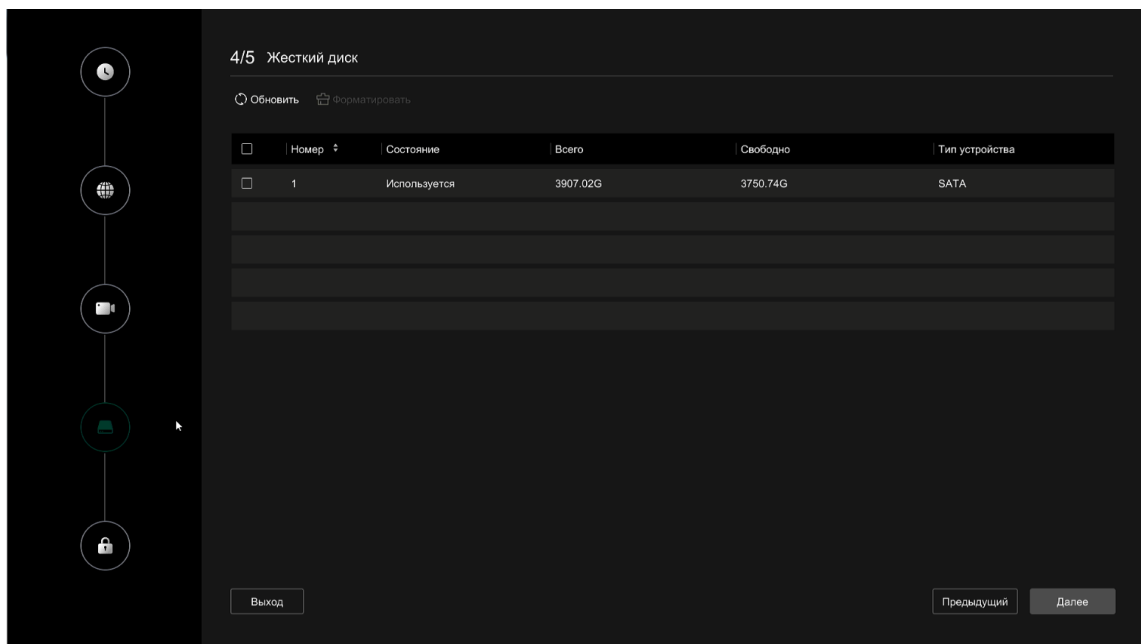 4/5 Жесткий диск
Обновить Форматировать
Номер Состояние Всего Свободно Тип устройства
1 Используется 3907.02G 3750.74G SATA
Выход Предыдущий Далее